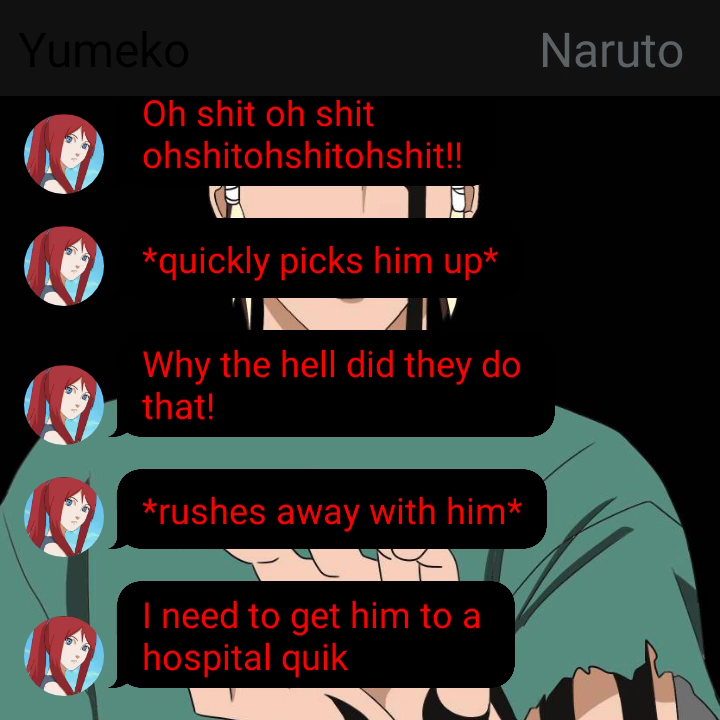 Yumeko Naruto
Oh shit oh shit
ohshitohshitohshit!!
*quickly picks him up*
Why the hell did they do
that!
*rushes away with him*
I need to get him to a
hospital quik